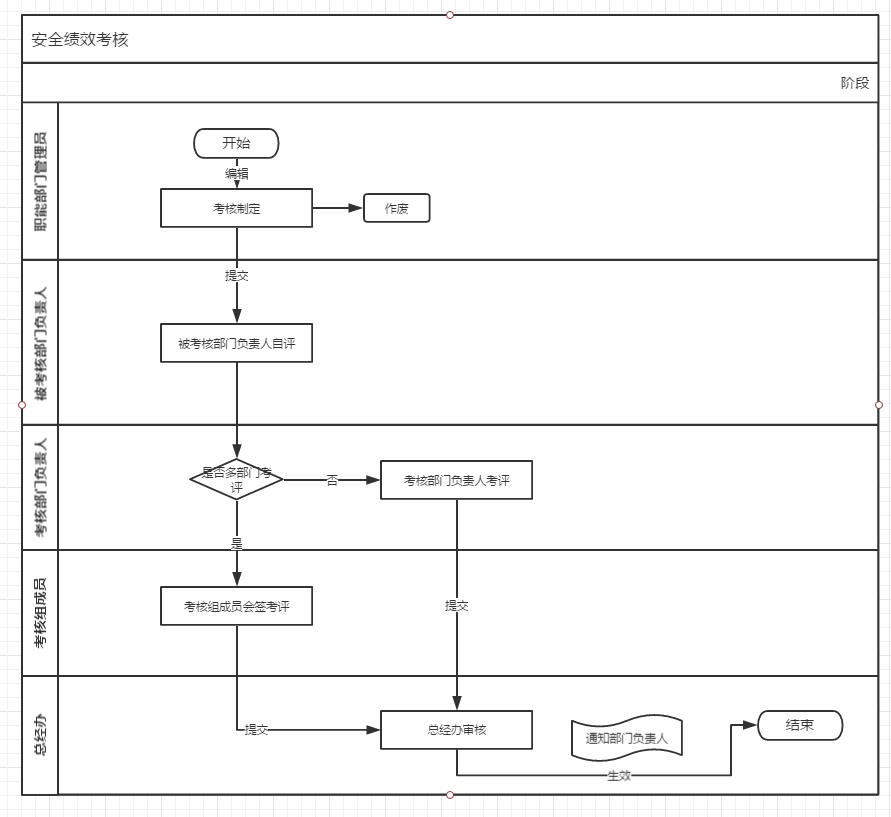 安全绩效考核
阶段
职能部门管理员
开始
编辑
考核制定
作废
提交
被考核部门负责人
被考核部门负责人自评
考核部门负责人
是否多部门考
评
否
考核部门负责人考评
是
考核组成员
考核组成员会签考评
提交
总经办
提交
总经办审核
通知部门负责人
结束
生效